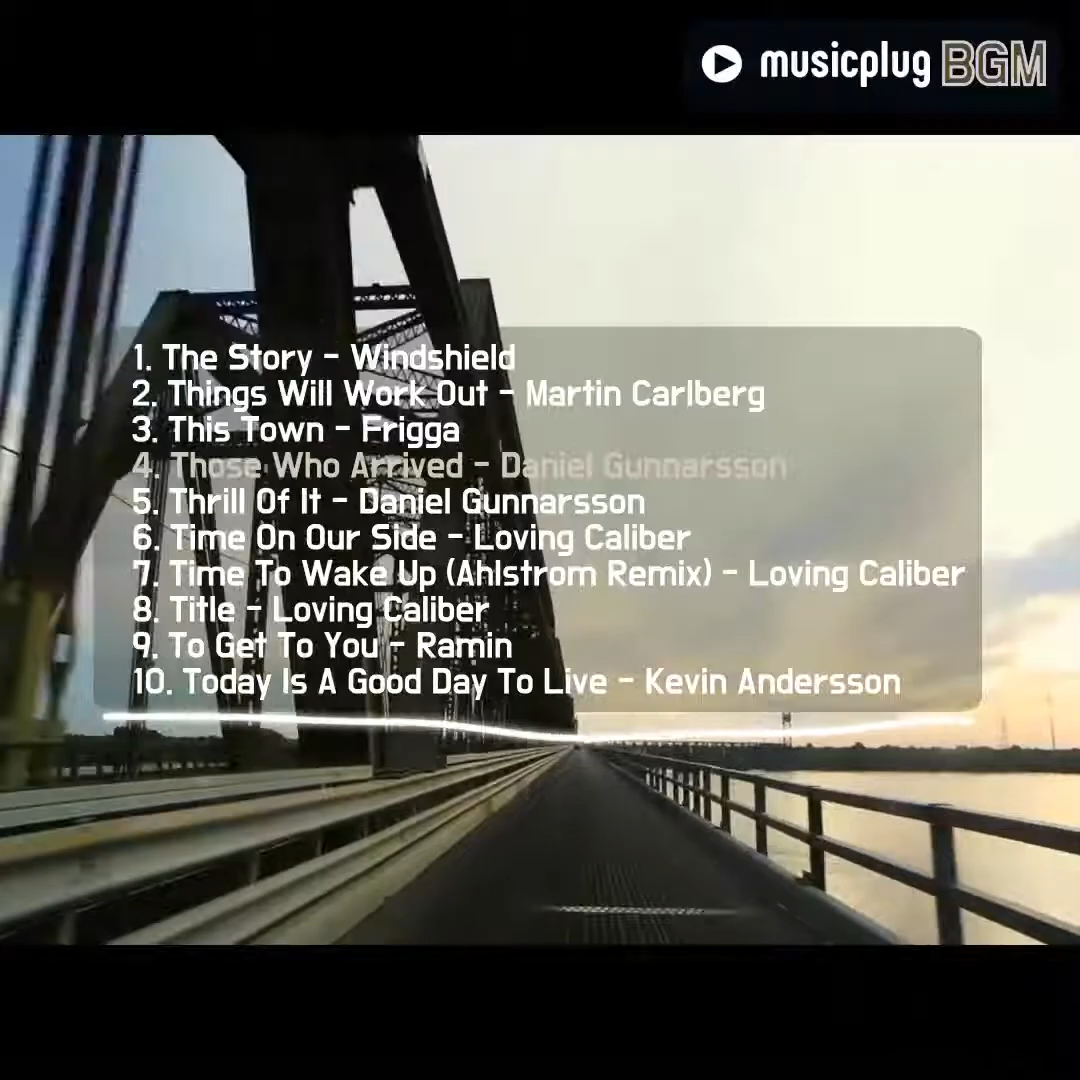 musicplug BGM
1. The Story - Windshield
2. Things Will Work Out - Martin Carlberg
3. This Town - Frigga
4. Those Who Arrived - Daniel Gunnarsson
5. Thrill Of It - Daniel Gunnarsson
6. Time On Our Side - Loving Caliber
7. Time To Wake Up (Ahlstrom Remix) - Loving Caliber
8. Title - Loving Caliber
9. To Get To You - Ramin
10. Today Is A Good Day To Live - Kevin Andersson